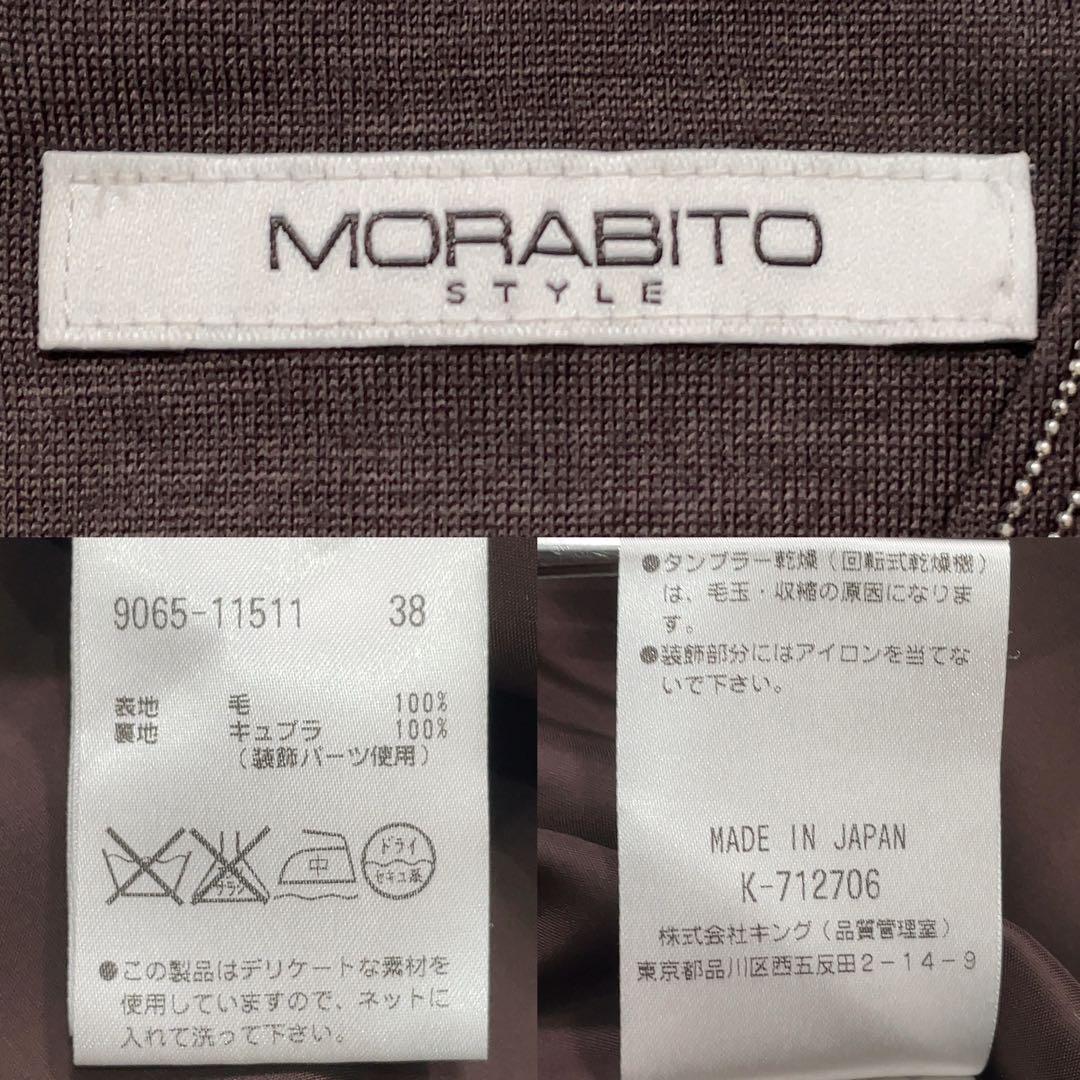 MORABITO
STYLE
9065-11511 38
表地 毛 100%
裏地 キュプラ 100%
（装飾パーツ使用）
エンソ
サラシ
中
ドライ
セキユ系
●この製品はデリケートな素材を
使用していますので、ネットに
入れて洗って下さい。
●タンブラー乾燥（回転式乾燥機）
は、毛玉・収縮の原因になりま
す。
●装飾部分にはアイロンを当てな
いで下さい。
MADE IN JAPAN
K-712706
株式会社キング（品質管理室）
東京都品川区西五反田2-14-9